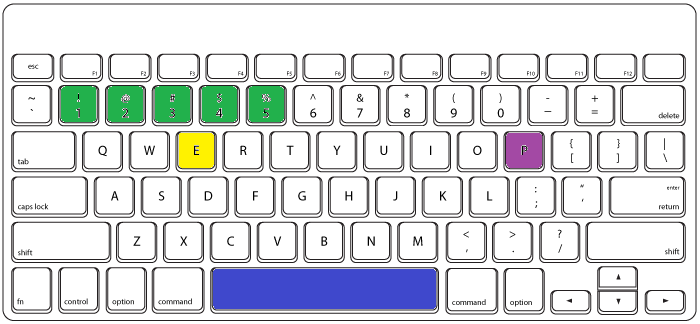 esc F1 F2 F3 F4 F5 F6 F7 F8 F9 F10 F11 F12
~ ! @ # $ % ^ & * ( ) - +
` 1 2 3 4 5 6 7 8 9 0 _ = delete
tab Q W E R T Y U I O P { [ } ] | \
caps lock A S D F G H J K L : ; " ' enter return
shift Z X C V B N M < , > . ? / shift
fn control option command command option ◄ ▲ ▼ ►